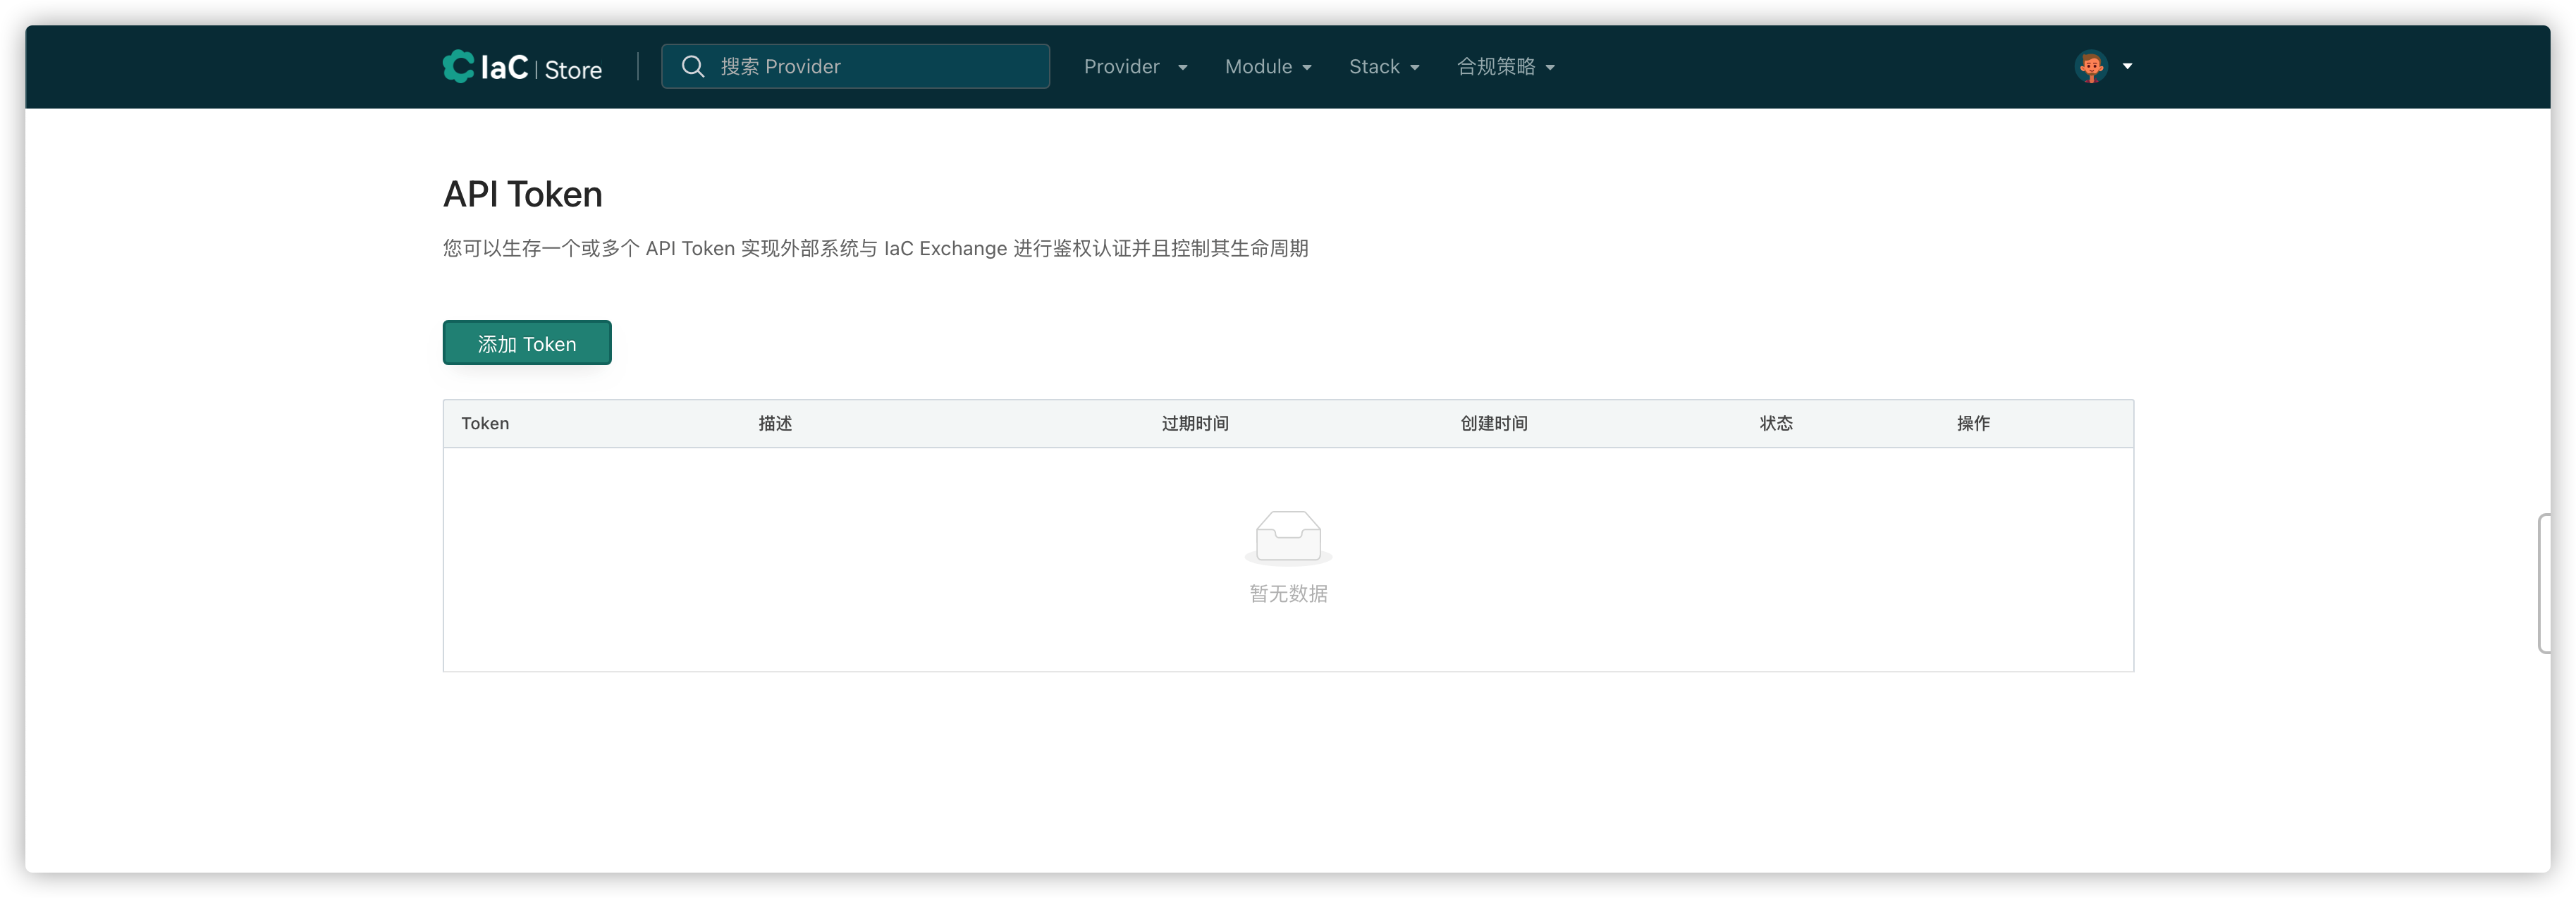 IaC | Store
搜索 Provider
Provider
Module
Stack
合规策略
API Token
您可以生存一个或多个 API Token 实现外部系统与 IaC Exchange 进行鉴权认证并且控制其生命周期
添加 Token
Token 描述 过期时间 创建时间 状态 操作
暂无数据